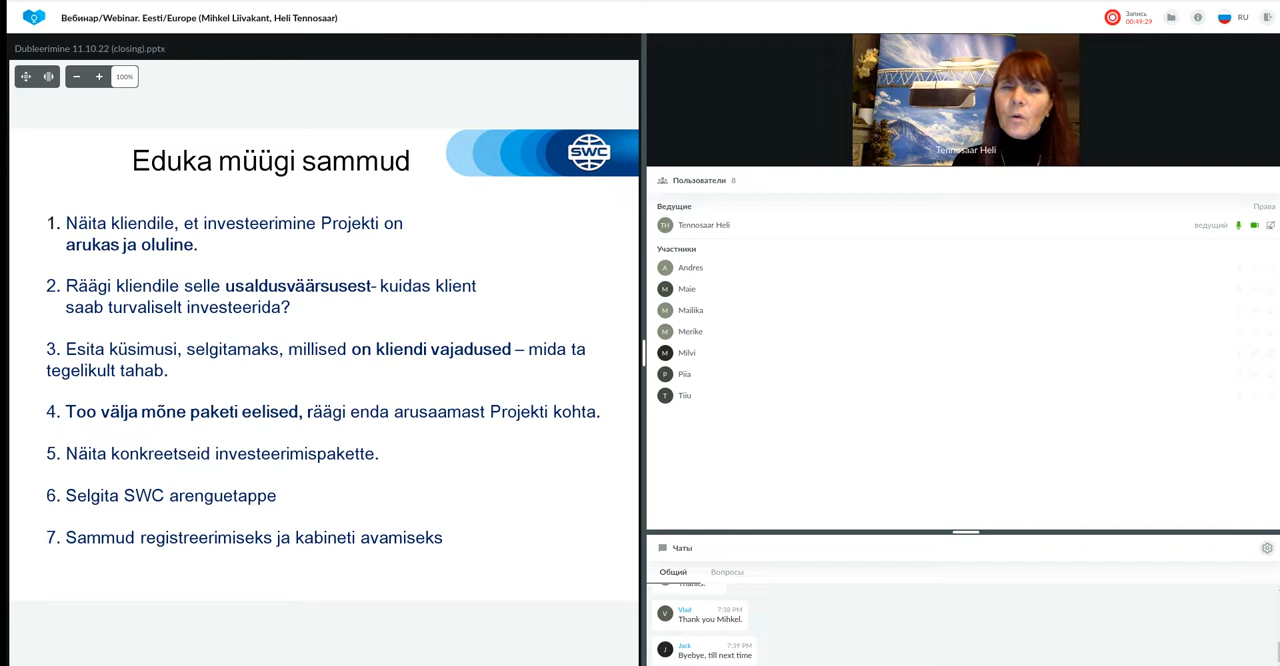 Вебинар/Webinar. Eesti/Europe (Mihkel Liivakant, Heli Tennosaar)
Запись
00:49:29
RU
Dubleerimine 11.10.22 (closing).pptx
100%
Eduka müügi sammud
SWC
1. Näita kliendile, et investeerimine Projekti on
arukas ja oluline.
2. Räägi kliendile selle usaldusväärsusest- kuidas klient
saab turvaliselt investeerida?
3. Esita küsimusi, selgitamaks, millised on kliendi vajadused – mida ta
tegelikult tahab.
4. Too välja mõne paketi eelised, räägi enda arusaamast Projekti kohta.
5. Näita konkreetseid investeerimispakette.
6. Selgita SWC arenguetappe
7. Sammud registreerimiseks ja kabineti avamiseks
Tennosaar Heli
Пользователи 8
Ведущие Права
TH Tennosaar Heli ведущий
Участники
A Andres
M Maie
M Mailika
M Merike
M Milvi
P Piia
T Tiiu
Чаты
Общий Вопросы
Thanks.
V Vlad 7:38 PM
Thank you Mihkel.
J Jack 7:39 PM
Byebye, till next time